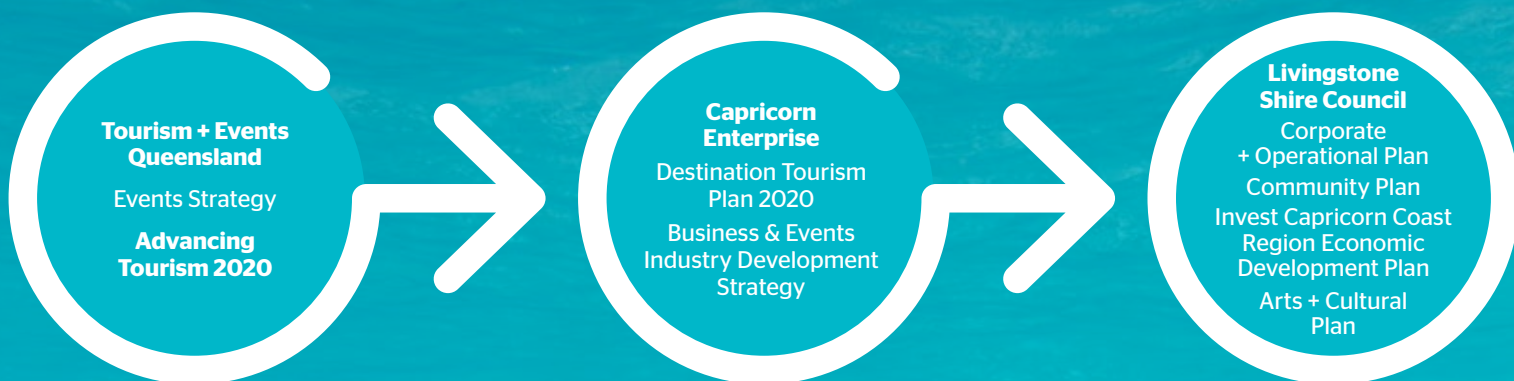 Tourism + Events
Queensland
Events Strategy
Advancing
Tourism 2020
Capricorn
Enterprise
Destination Tourism
Plan 2020
Business & Events
Industry Development
Strategy
Livingstone
Shire Council
Corporate
+ Operational Plan
Community Plan
Invest Capricorn Coast
Region Economic
Development Plan
Arts + Cultural
Plan